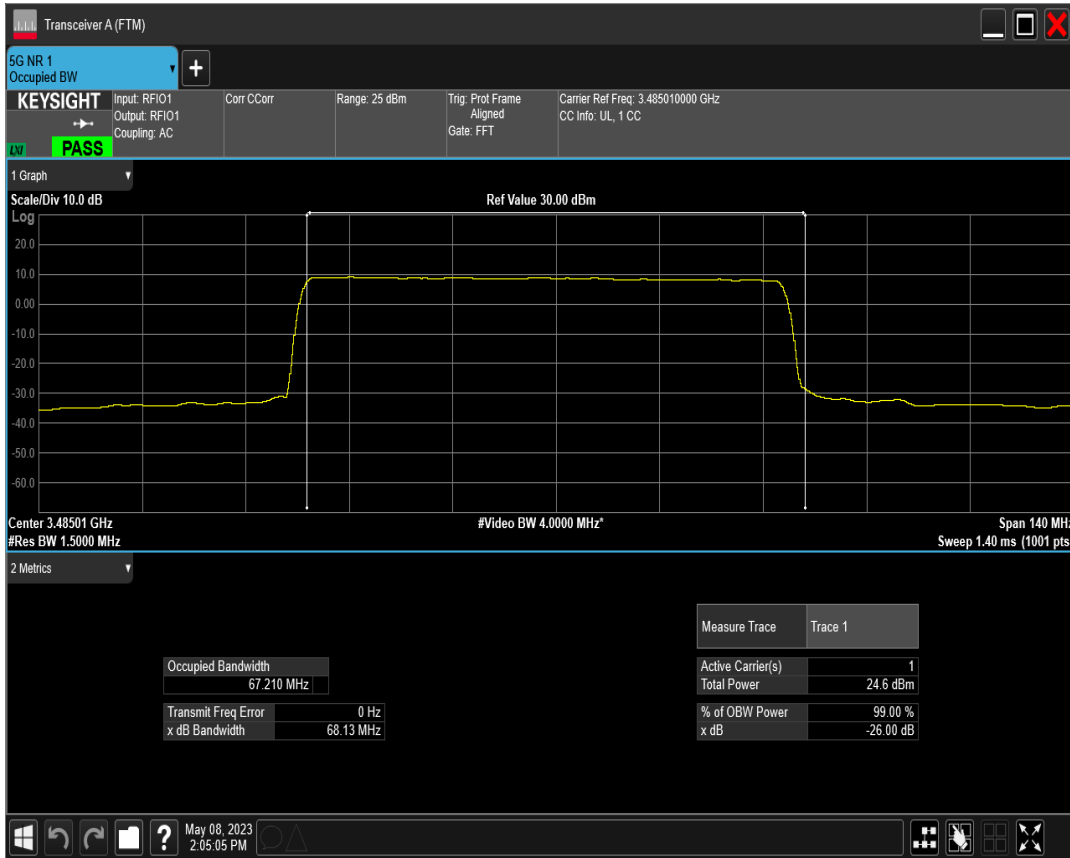 Transceiver A (FTM)
5G NR 1
Occupied BW
+
KEYSIGHT
LXI
PASS
Input: RFIO1
Output: RFIO1
Coupling: AC
Corr CCorr
Range: 25 dBm
Trig: Prot Frame
Aligned
Gate: FFT
Carrier Ref Freq: 3.485010000 GHz
CC Info: UL, 1 CC
1 Graph
Scale/Div 10.0 dB
Ref Value 30.00 dBm
Log
20.0
10.0
0.00
-10.0
-20.0
-30.0
-40.0
-50.0
-60.0
Center 3.48501 GHz
#Video BW 4.0000 MHz*
Span 140 MHz
#Res BW 1.5000 MHz
Sweep 1.40 ms (1001 pts
2 Metrics
Measure Trace Trace 1
Occupied Bandwidth
67.210 MHz
Active Carrier(s) 1
Total Power 24.6 dBm
Transmit Freq Error 0 Hz
x dB Bandwidth 68.13 MHz
% of OBW Power 99.00 %
x dB -26.00 dB
?
May 08, 2023
2:05:05 PM